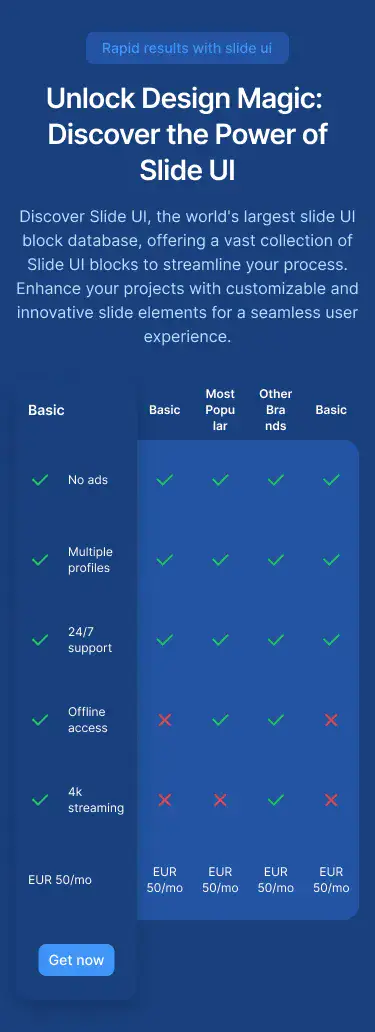 Rapid results with slide ui
Unlock Design Magic:
Discover the Power of
Slide UI
Discover Slide UI, the world's largest slide UI
block database, offering a vast collection of
Slide UI blocks to streamline your process.
Enhance your projects with customizable and
innovative slide elements for a seamless user
experience.
Basic
Basic
Most
Popu
lar
Other
Bra
nds
Basic
No ads
Multiple
profiles
24/7
support
Offline
access
4k
streaming
EUR 50/mo
EUR
50/mo
EUR
50/mo
EUR
50/mo
EUR
50/mo
Get now